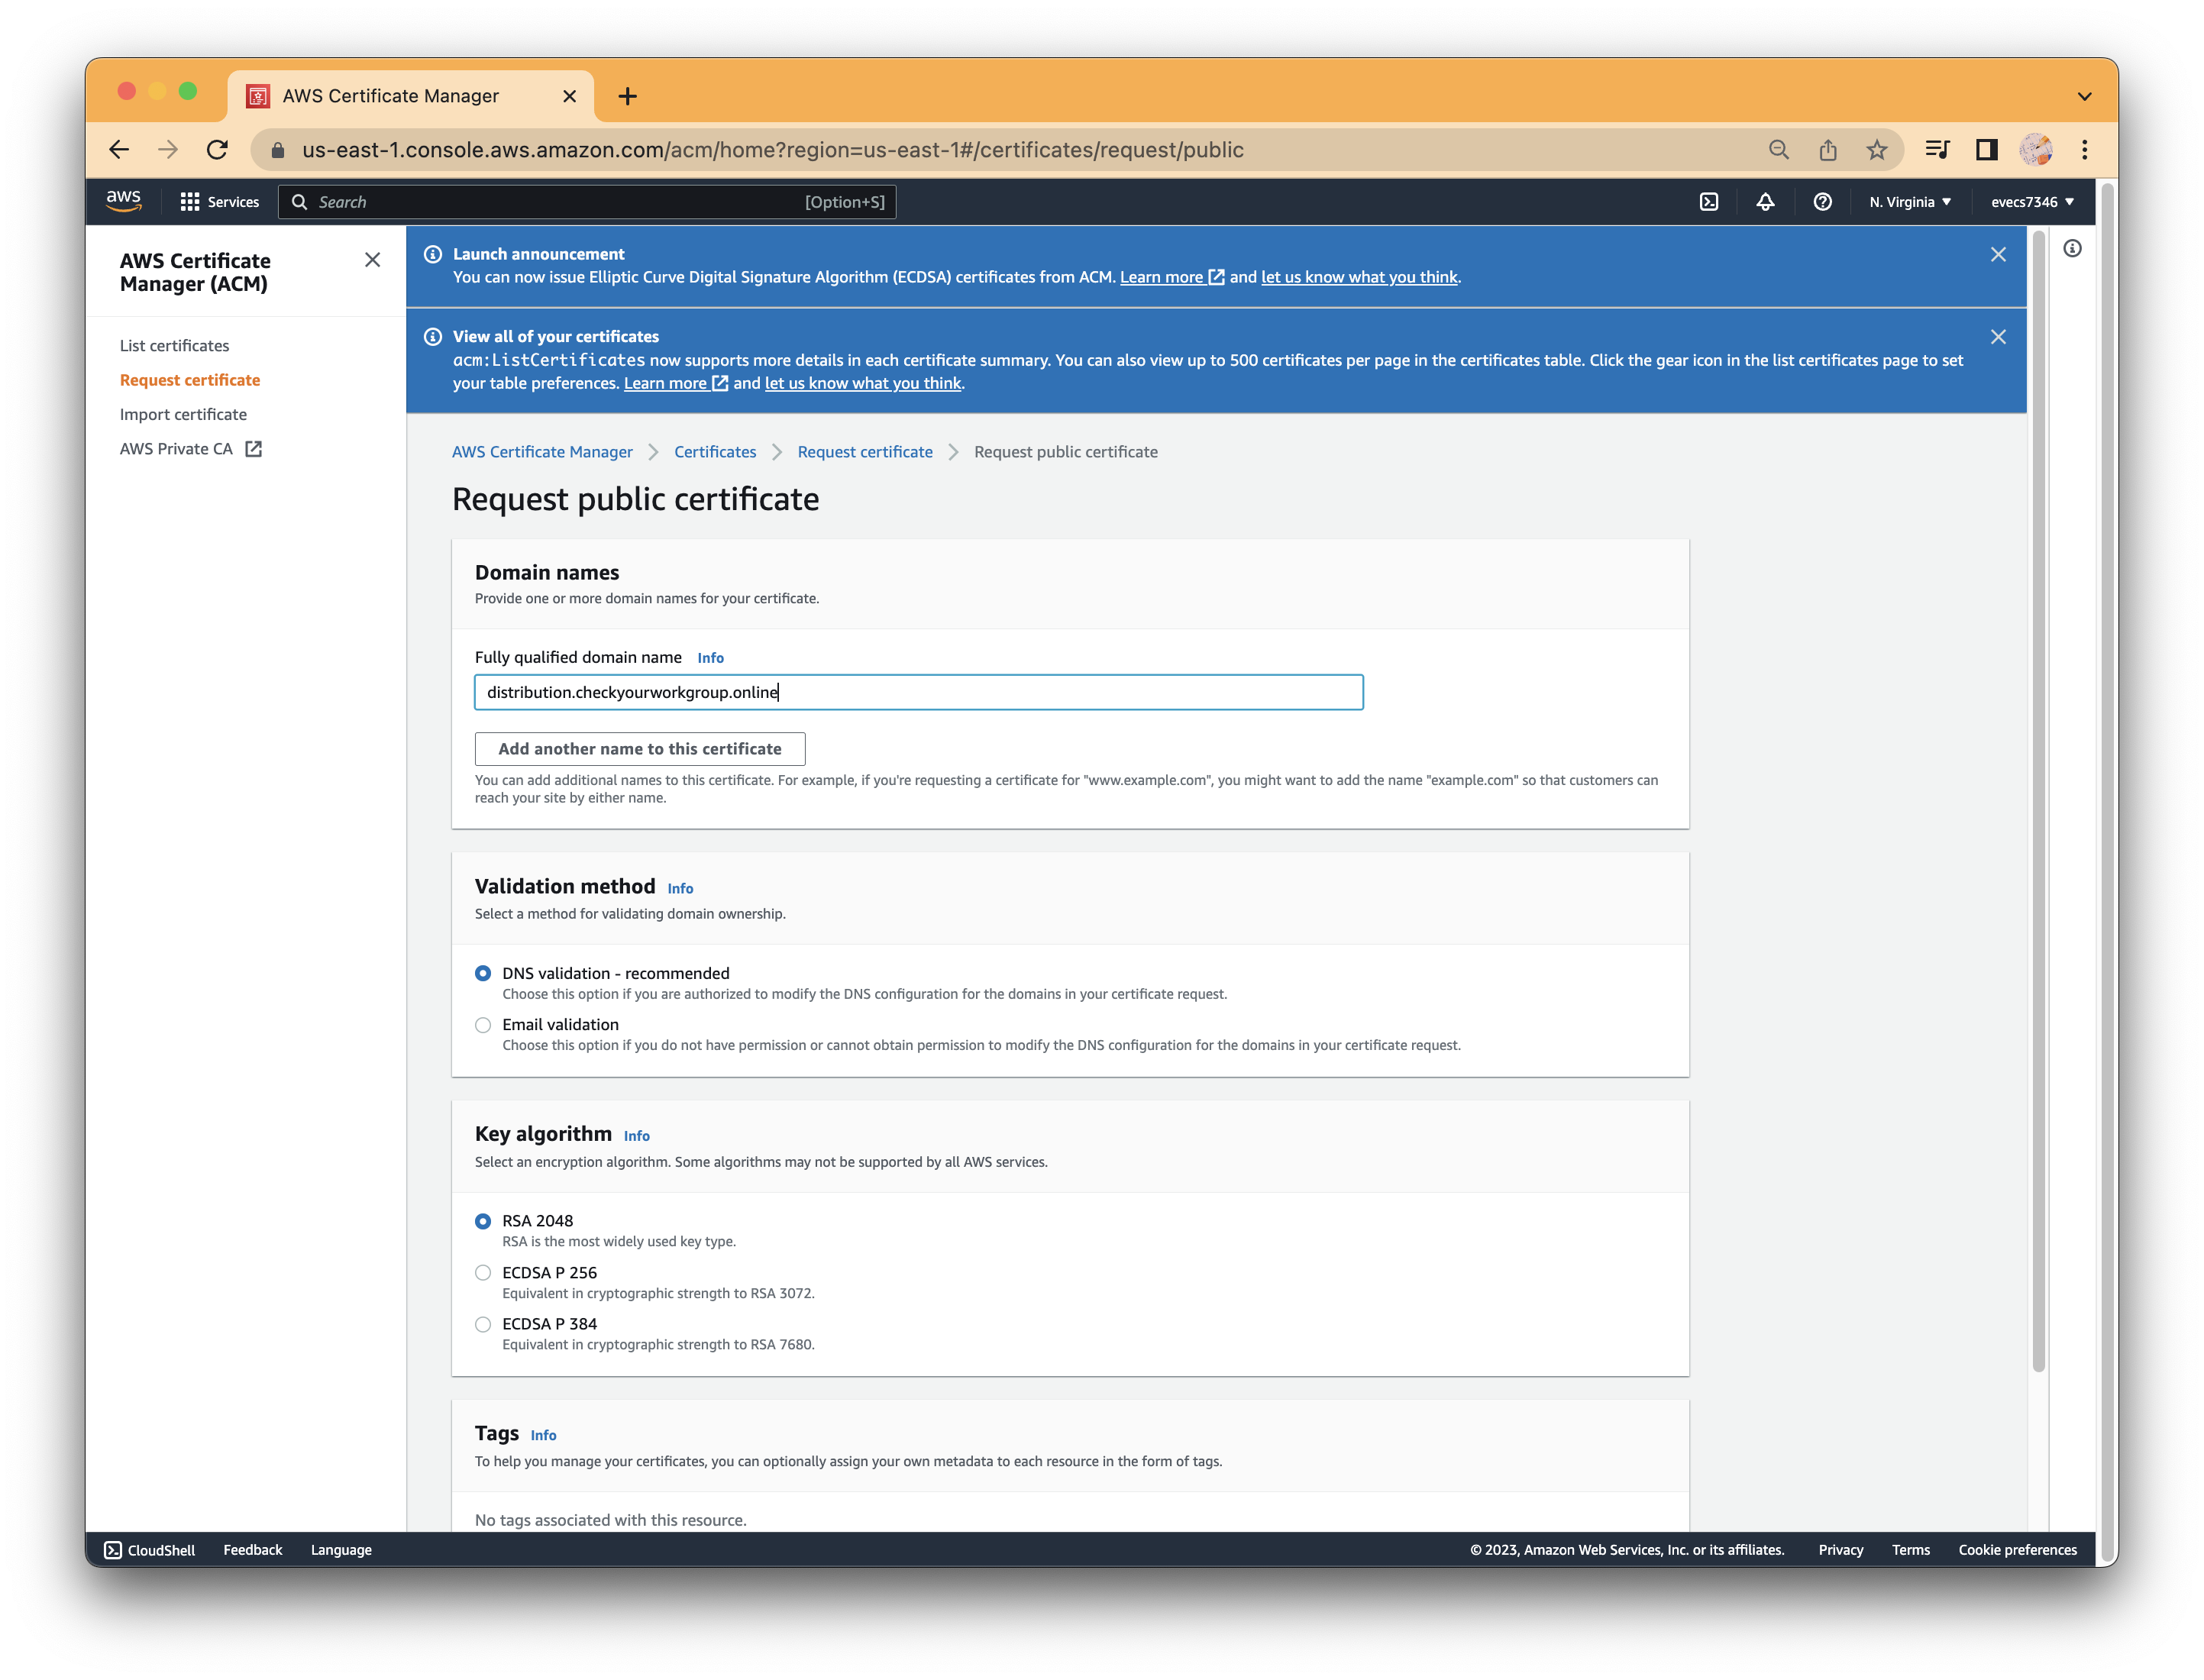 AWS Certificate Manager
us-east-1.console.aws.amazon.com/acm/home?region=us-east-1#/certificates/request/public
aws
Services
Search
[Option+S]
N. Virginia
evecs7346
AWS Certificate
Manager (ACM)
List certificates
Request certificate
Import certificate
AWS Private CA
Launch announcement
You can now issue Elliptic Curve Digital Signature Algorithm (ECDSA) certificates from ACM. Learn more and let us know what you think.
View all of your certificates
acm:ListCertificates now supports more details in each certificate summary. You can also view up to 500 certificates per page in the certificates table. Click the gear icon in the list certificates page to set
your table preferences. Learn more and let us know what you think.
AWS Certificate Manager > Certificates > Request certificate > Request public certificate
Request public certificate
Domain names
Provide one or more domain names for your certificate.
Fully qualified domain name Info
distribution.checkyourworkgroup.online
Add another name to this certificate
You can add additional names to this certificate. For example, if you're requesting a certificate for "www.example.com", you might want to add the name "example.com" so that customers can
reach your site by either name.
Validation method Info
Select a method for validating domain ownership.
DNS validation - recommended
Choose this option if you are authorized to modify the DNS configuration for the domains in your certificate request.
Email validation
Choose this option if you do not have permission or cannot obtain permission to modify the DNS configuration for the domains in your certificate request.
Key algorithm Info
Select an encryption algorithm. Some algorithms may not be supported by all AWS services.
RSA 2048
RSA is the most widely used key type.
ECDSA P 256
Equivalent in cryptographic strength to RSA 3072.
ECDSA P 384
Equivalent in cryptographic strength to RSA 7680.
Tags Info
To help you manage your certificates, you can optionally assign your own metadata to each resource in the form of tags.
No tags associated with this resource.
CloudShell
Feedback
Language
© 2023, Amazon Web Services, Inc. or its affiliates.
Privacy
Terms
Cookie preferences